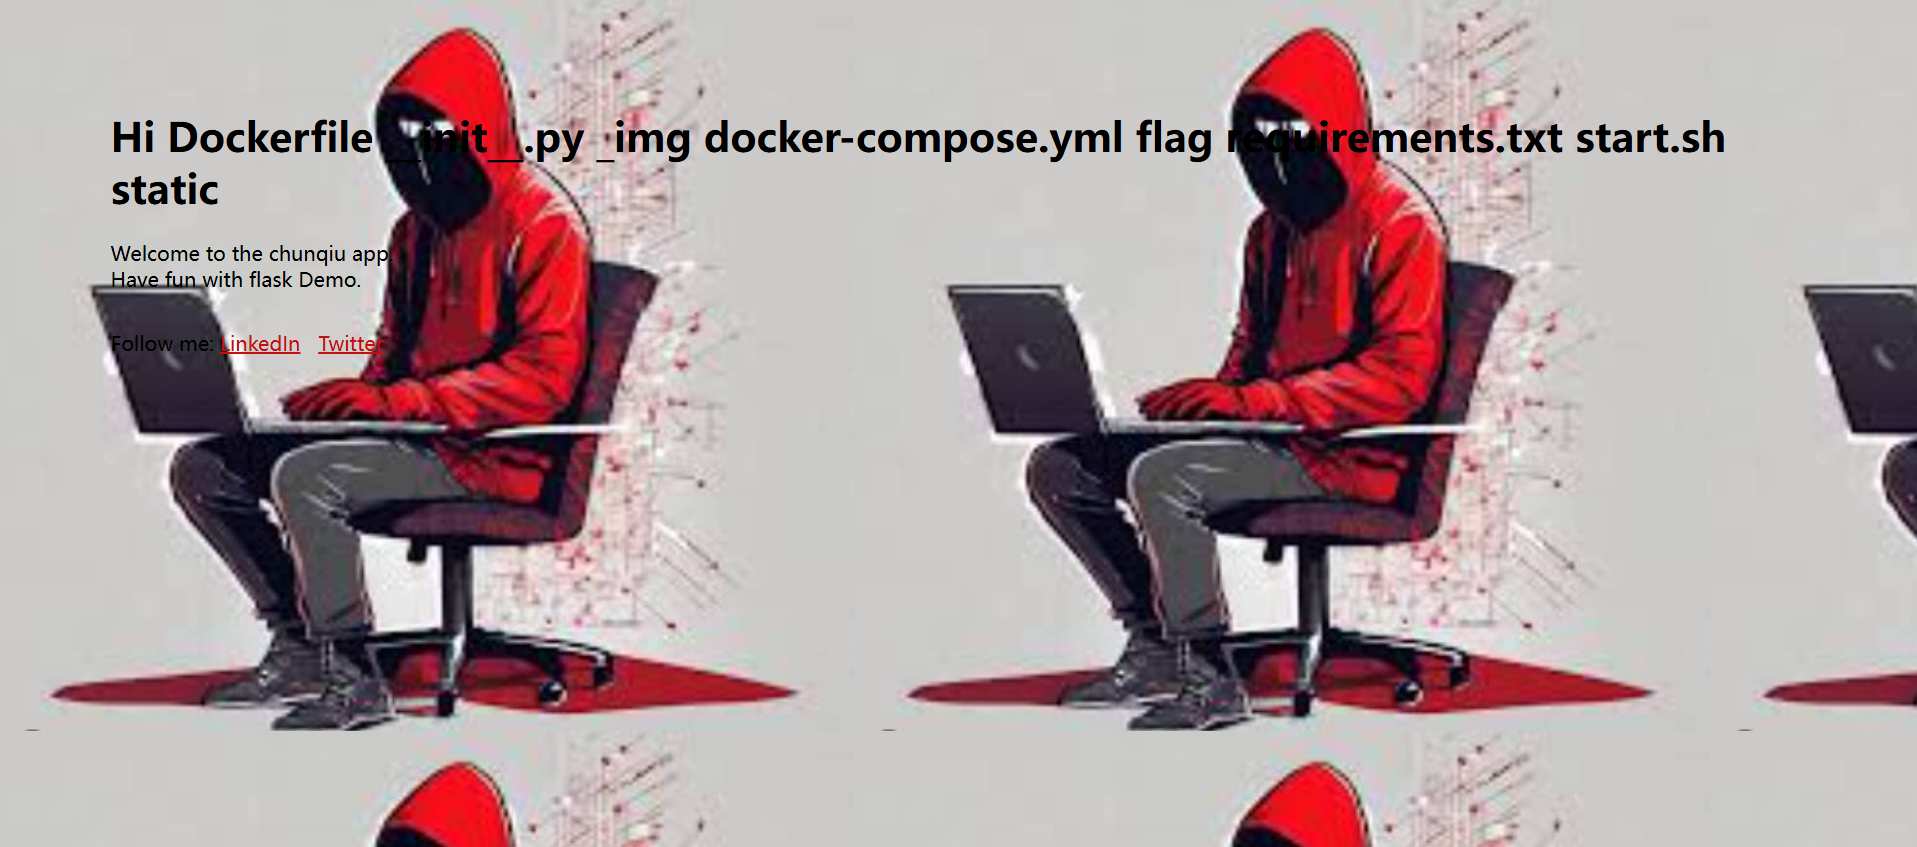 Hi Dockerfile __init__.py _img docker-compose.yml flag requirements.txt start.sh
static
Welcome to the chunqiu app.
Have fun with flask Demo.
Follow me: LinkedIn Twitter